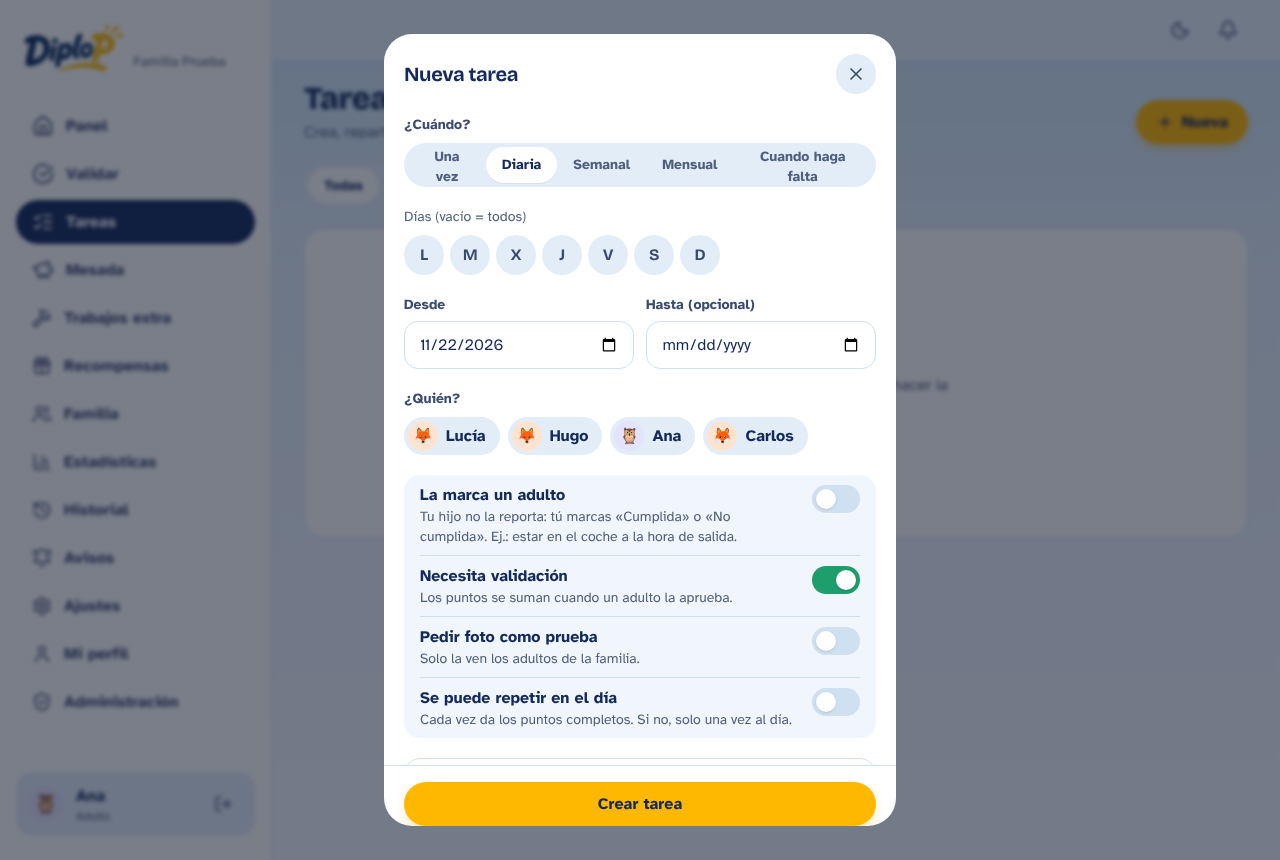 DiploP
Familia Prueba
Panel
Validar
Tareas
Mesada
Trabajos extra
Recompensas
Familia
Estadísticas
Historial
Avisos
Ajustes
Mi perfil
Administración
Ana
Adulto
Tarea
Crea, repar
Nueva
Todas
hacer la
Nueva tarea
¿Cuándo?
Una vez
Diaria
Semanal
Mensual
Cuando haga falta
Días (vacío = todos)
L M X J V S D
Desde
Hasta (opcional)
11/22/2026
mm/dd/yyyy
¿Quién?
Lucía
Hugo
Ana
Carlos
La marca un adulto
Tu hijo no la reporta: tú marcas «Cumplida» o «No
cumplida». Ej.: estar en el coche a la hora de salida.
Necesita validación
Los puntos se suman cuando un adulto la aprueba.
Pedir foto como prueba
Solo la ven los adultos de la familia.
Se puede repetir en el día
Cada vez da los puntos completos. Si no, solo una vez al día.
Crear tarea